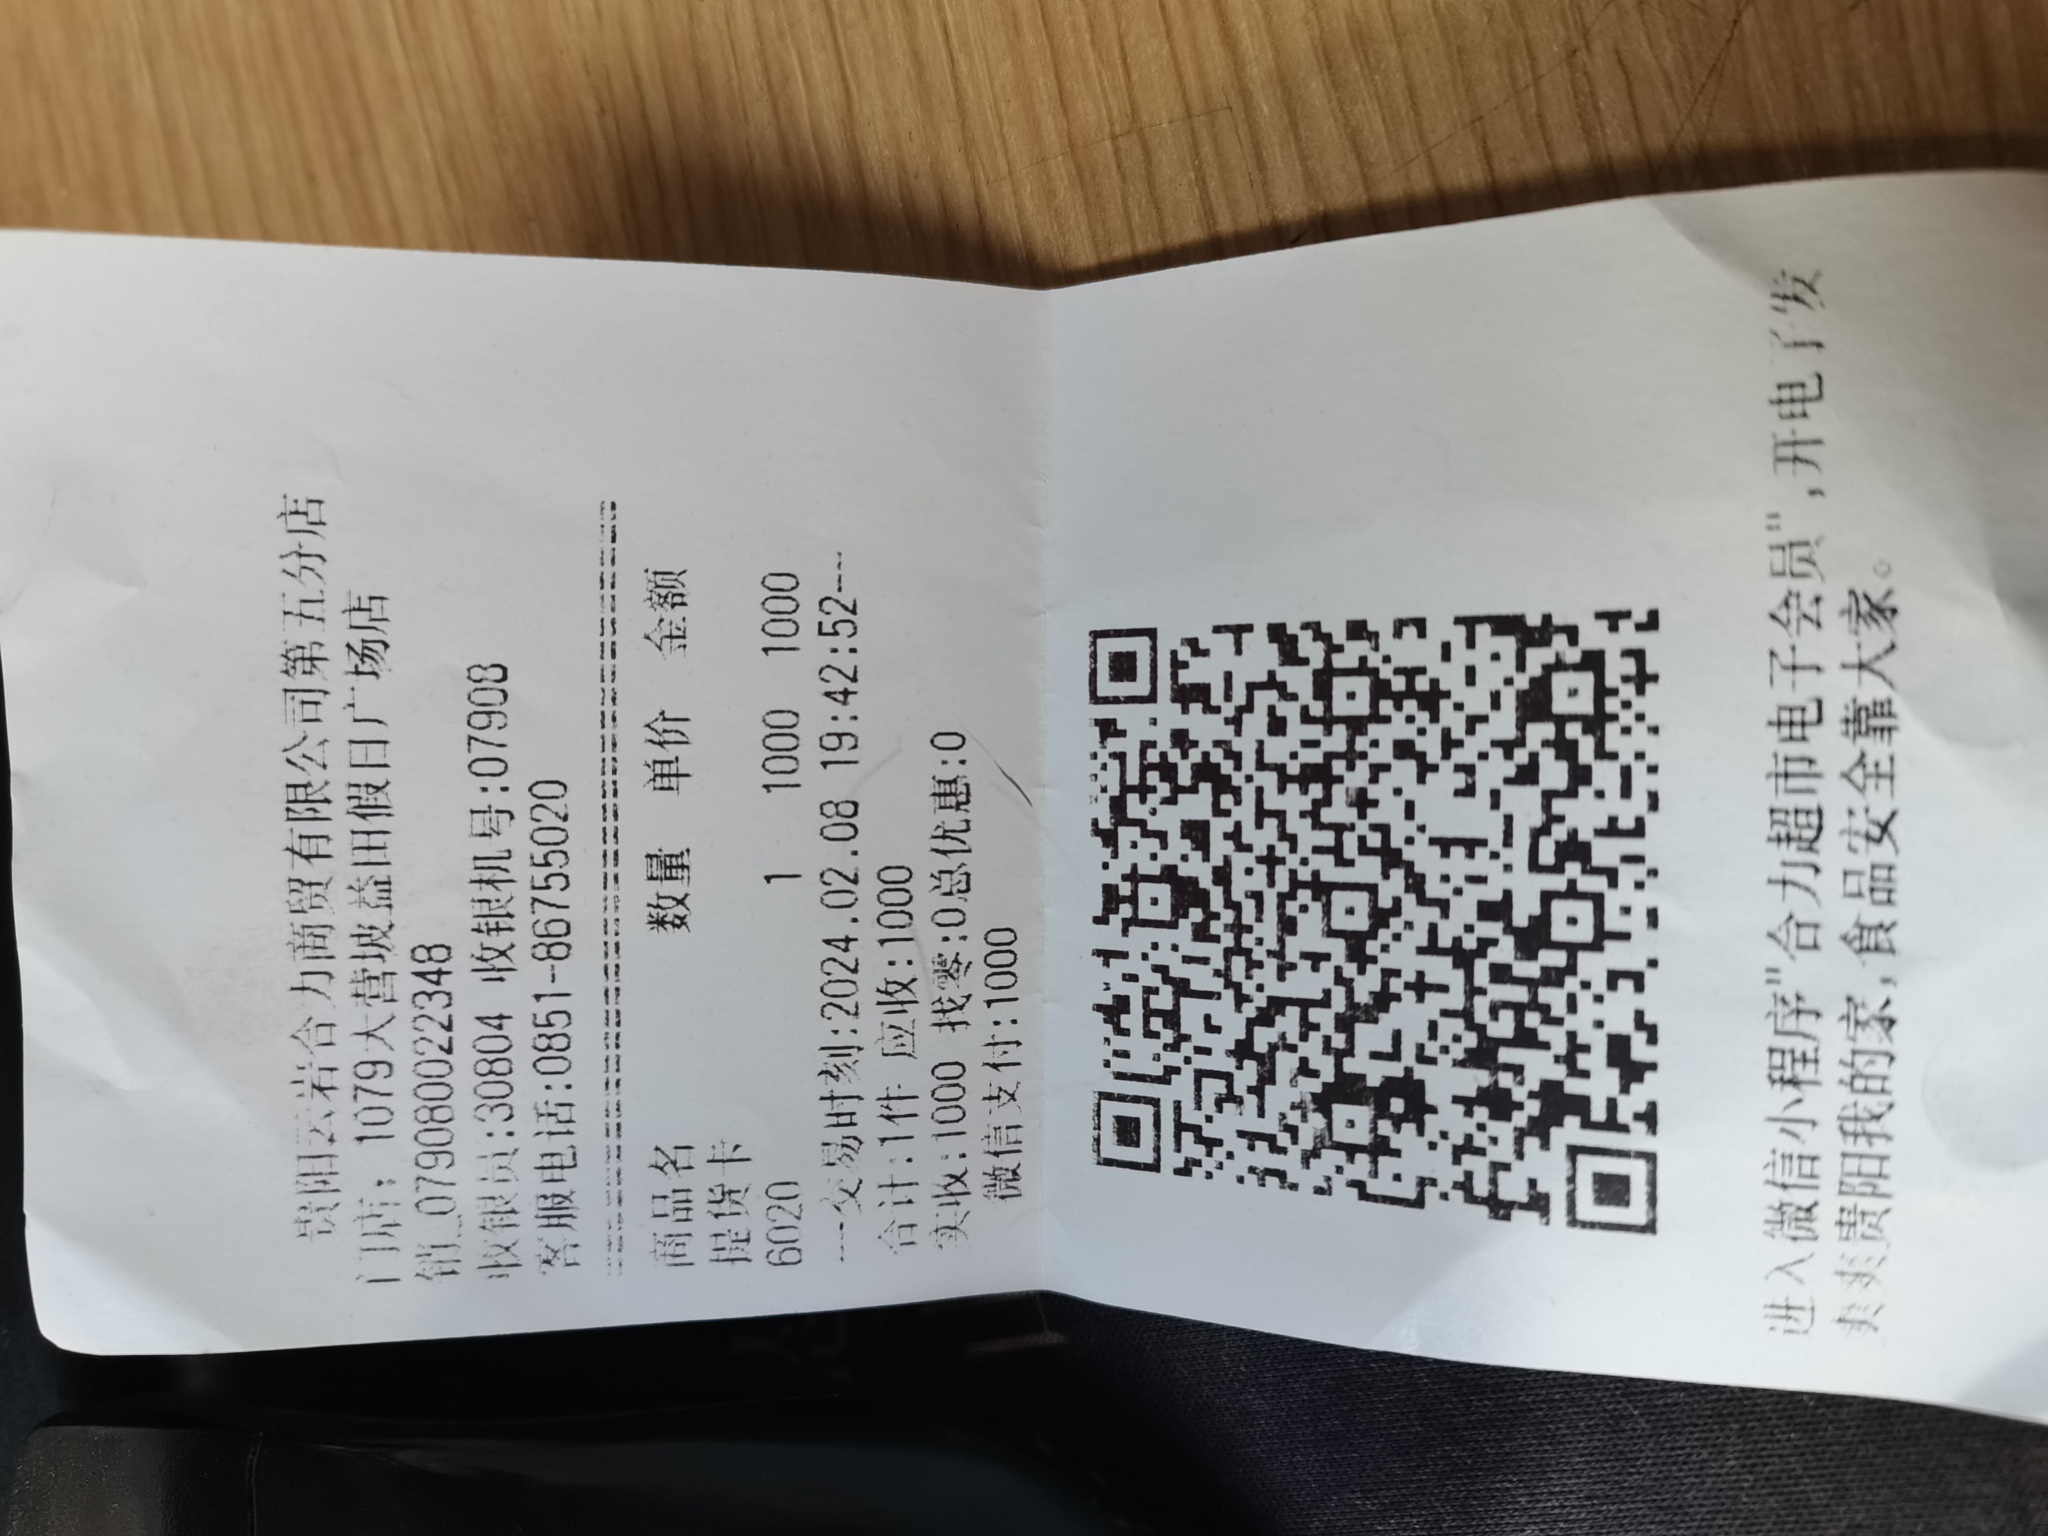 贵阳云岩合力商贸有限公司第五分店
门店：1079大营坡益田假日广场店
销_079080022348
收银员:30804 收银机号:07908
客服电话:0851-86755020
商品名 数量 单价 金额
提货卡
6020 1 1000 1000
---交易时刻:2024.02.08 19:42:52---
合计:1件 应收:1000
实收:1000 找零:0总优惠:0
微信支付:1000
进入微信小程序"合力超市电子会员",开电子发
爽爽贵阳我的家,食品安全靠大家。